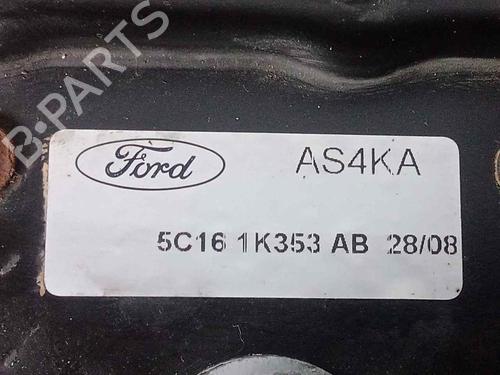 B-PARTS
Ford AS4KA
5C16 1K353 AB 28/08